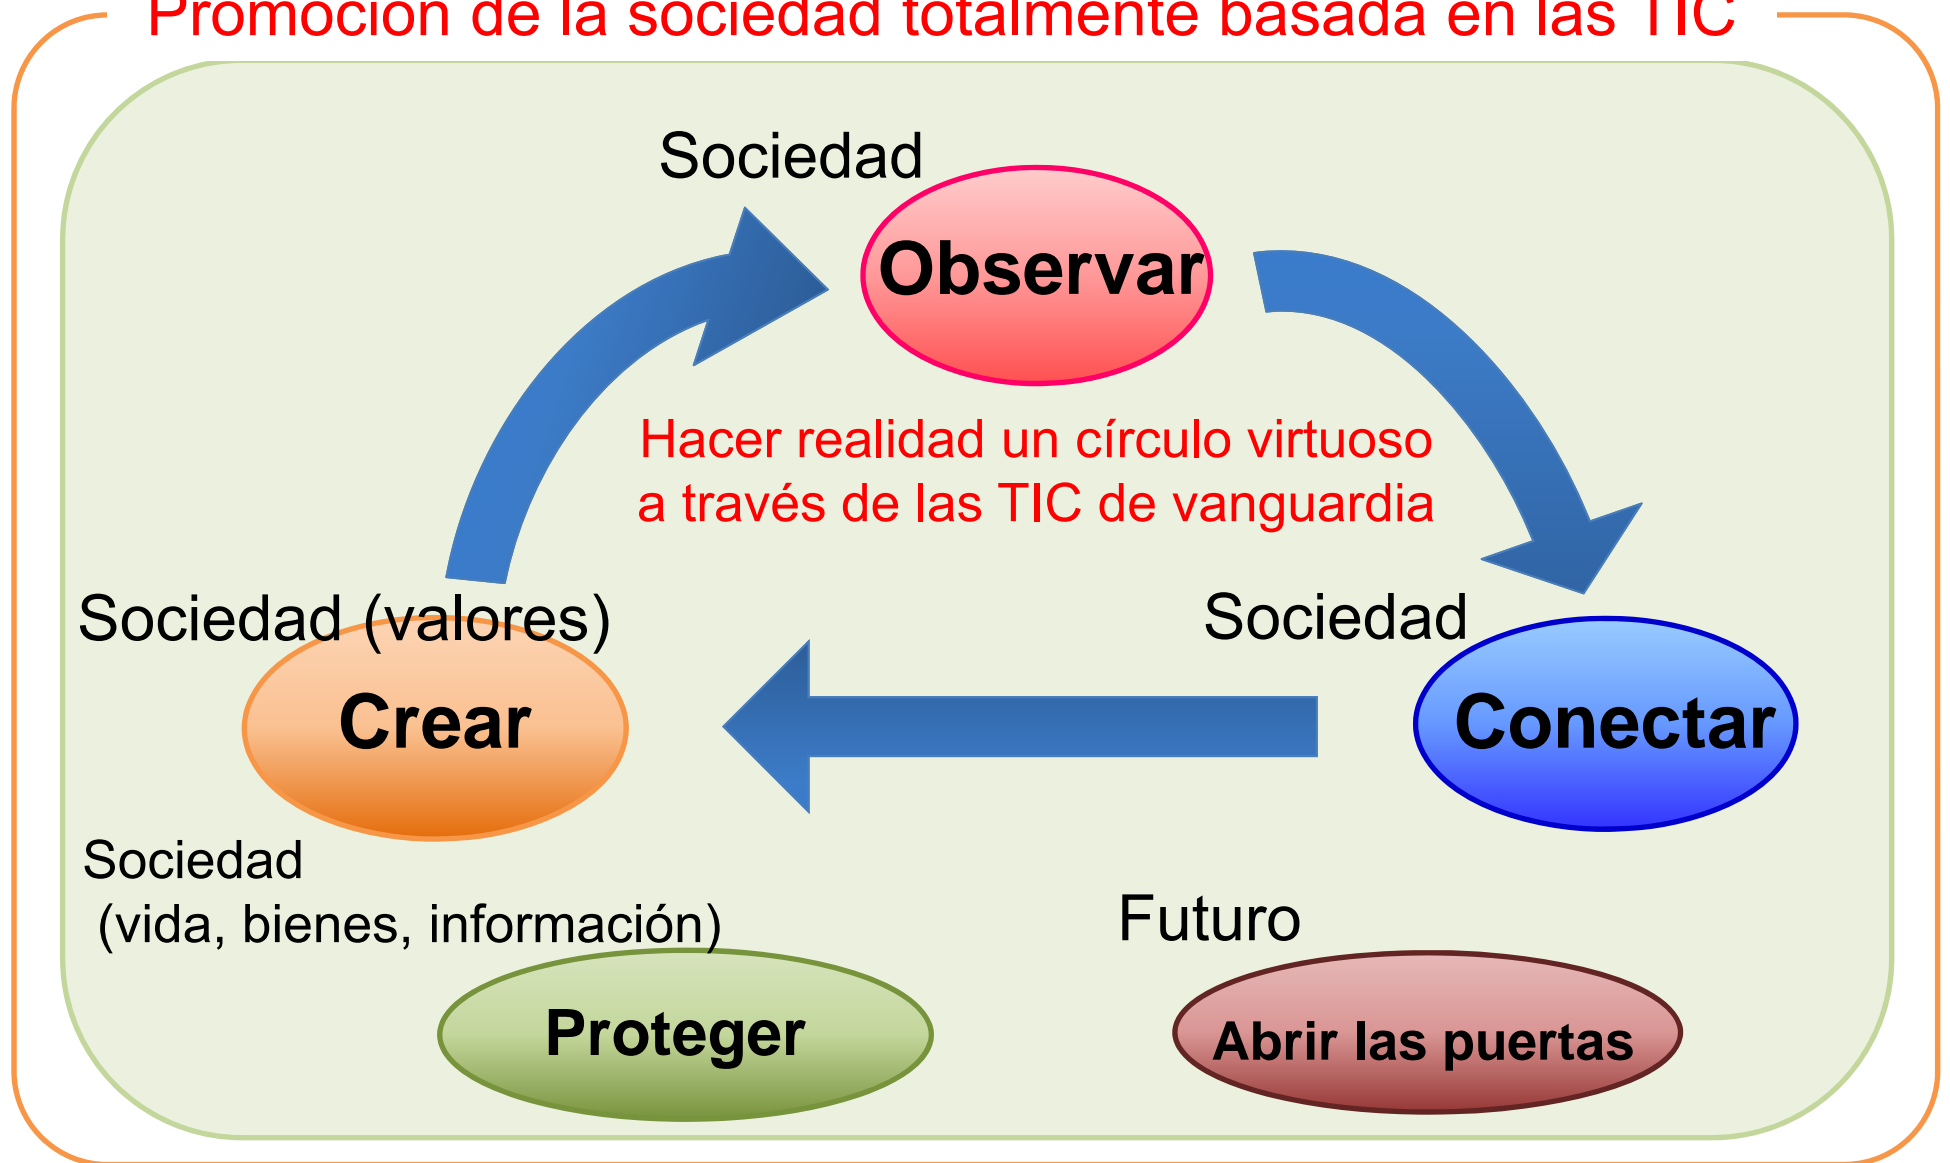 Promoción de la sociedad totalmente basada en las TIC
Sociedad
Observar
Hacer realidad un círculo virtuoso
a través de las TIC de vanguardia
Sociedad (valores)
Crear
Sociedad
Conectar
Sociedad
(vida, bienes, información)
Proteger
Futuro
Abrir las puertas